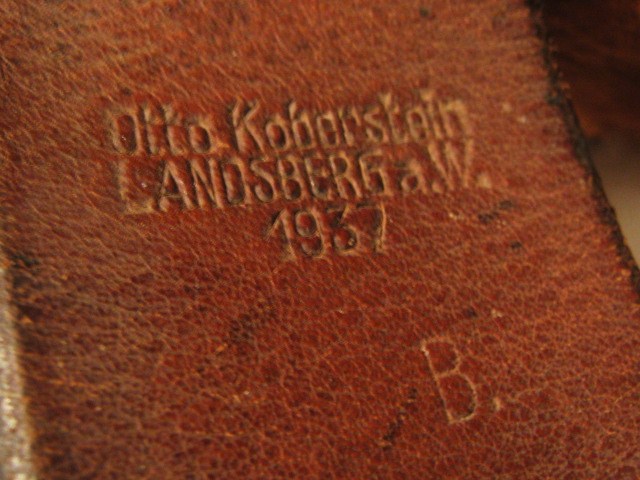 Otto Koberstein
LANDSBERG a.W.
1937
B.